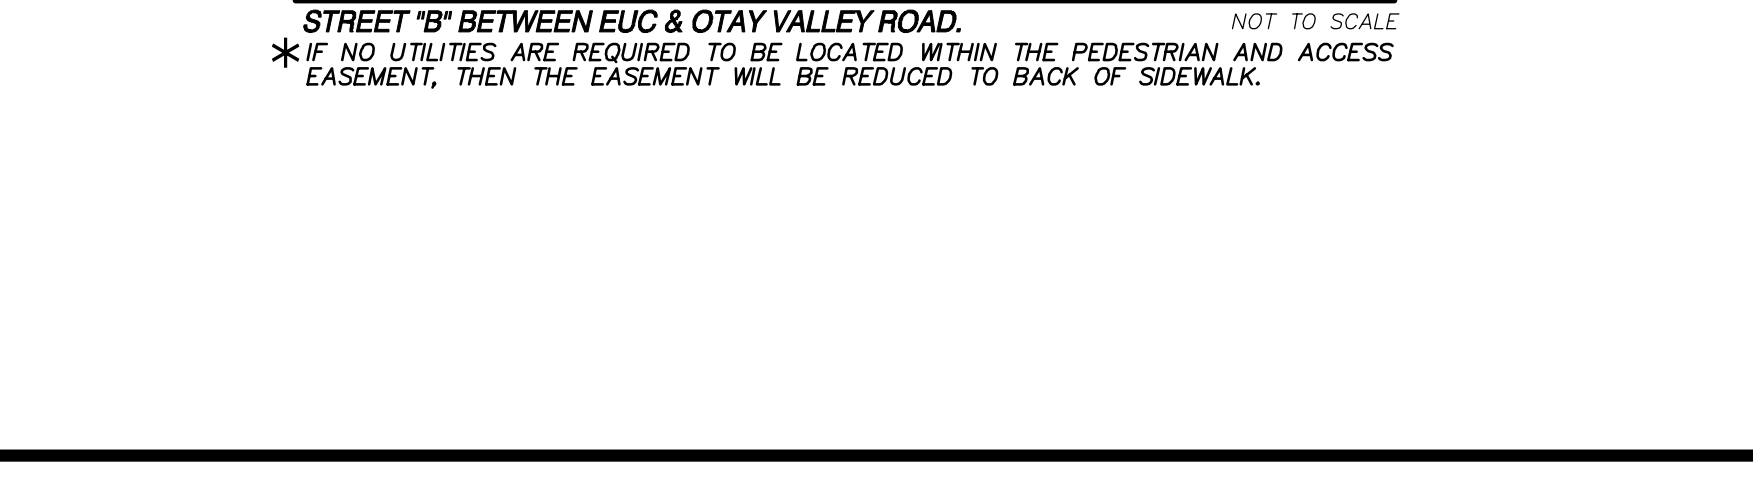 STREET "B" BETWEEN EUC & OTAY VALLEY ROAD. NOT TO SCALE
* IF NO UTILITIES ARE REQUIRED TO BE LOCATED WITHIN THE PEDESTRIAN AND ACCESS
EASEMENT, THEN THE EASEMENT WILL BE REDUCED TO BACK OF SIDEWALK.